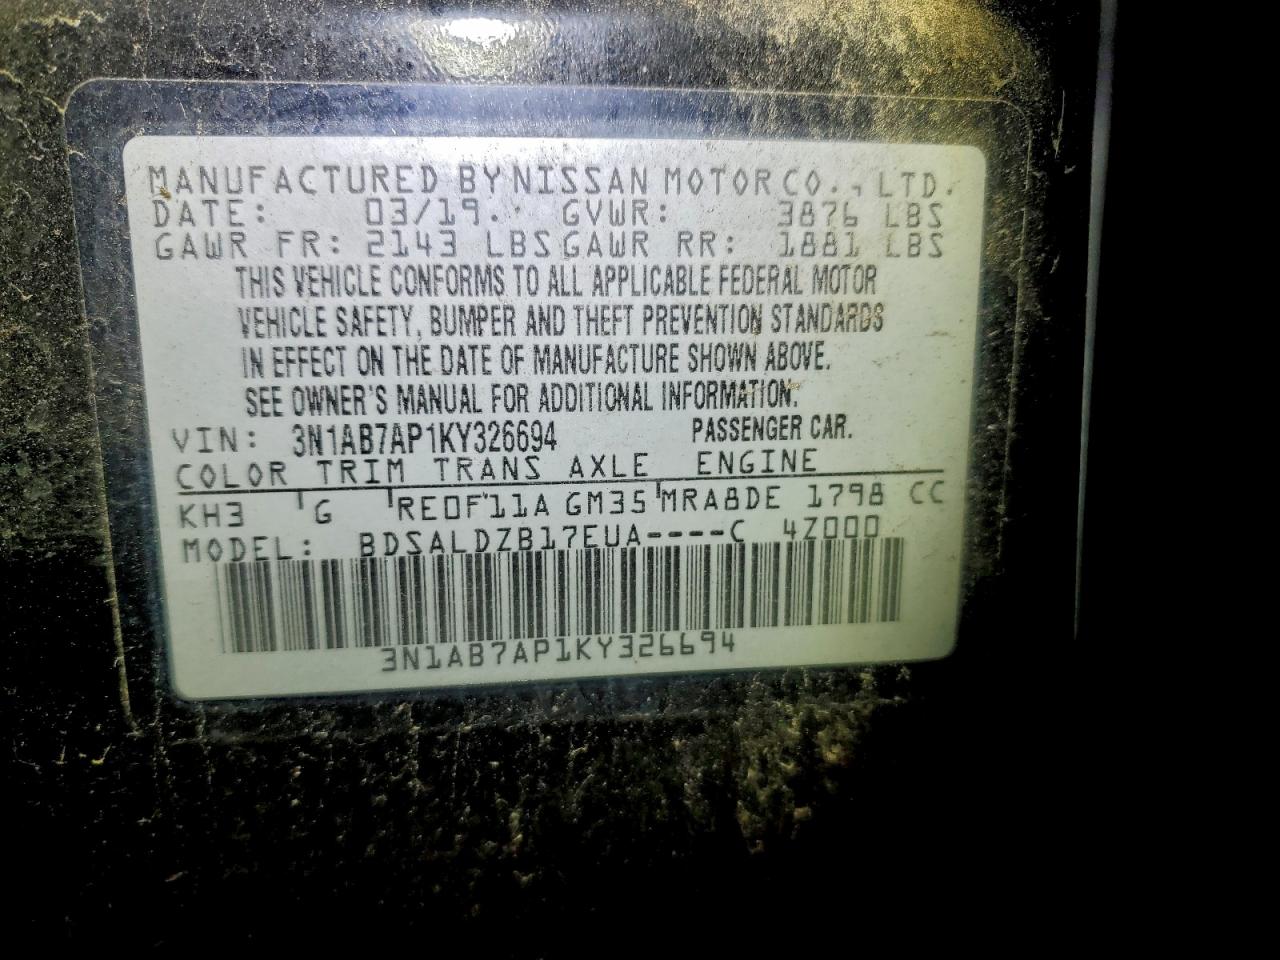 MANUFACTURED BY NISSAN MOTOR CO., LTD.
DATE: 03/19. GVWR: 3876 LBS
GAWR FR: 2143 LBS GAWR RR: 1881 LBS
THIS VEHICLE CONFORMS TO ALL APPLICABLE FEDERAL MOTOR
VEHICLE SAFETY, BUMPER AND THEFT PREVENTION STANDARDS
IN EFFECT ON THE DATE OF MANUFACTURE SHOWN ABOVE.
SEE OWNER'S MANUAL FOR ADDITIONAL INFORMATION.
VIN: 3N1AB7AP1KY326694 PASSENGER CAR.
COLOR TRIM TRANS AXLE ENGINE
KH3 G RE0F11A GM35 MRA8DE 1798 CC
MODEL: BDSALDZB17EUA----C 4Z000
3N1AB7AP1KY326694